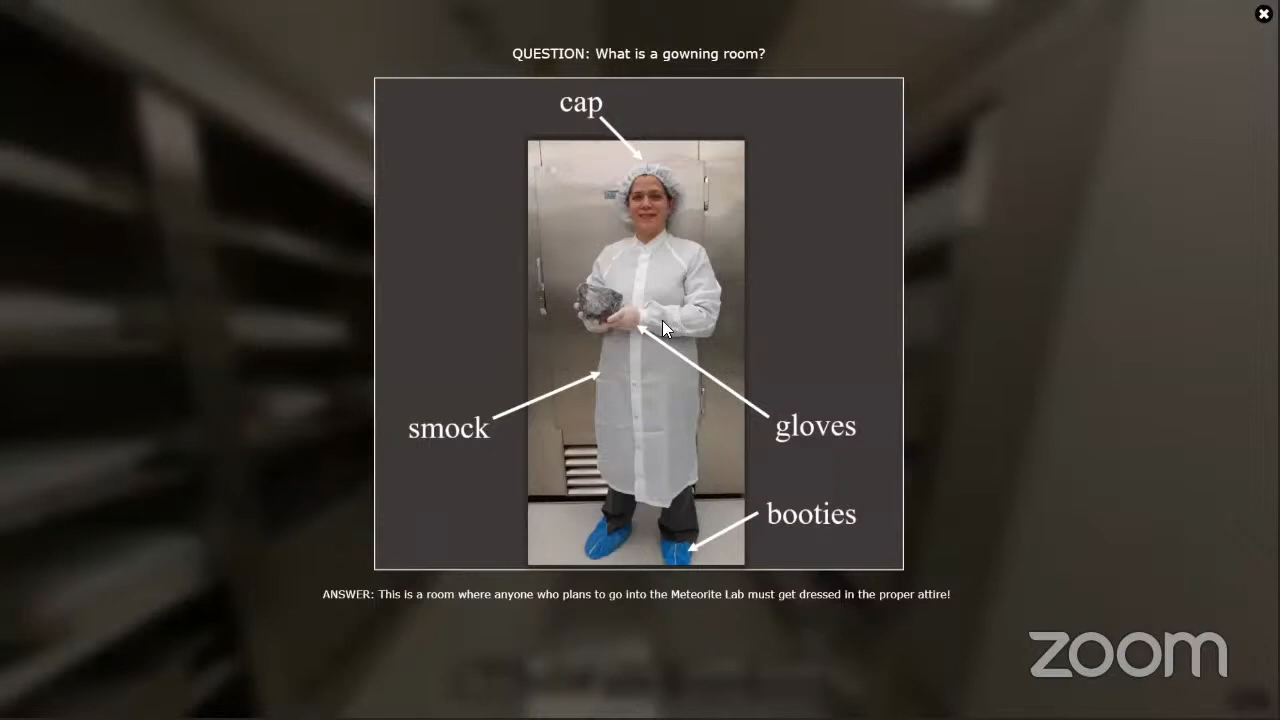 QUESTION: What is a gowning room?
cap
smock
gloves
booties
ANSWER: This is a room where anyone who plans to go into the Meteorite Lab must get dressed in the proper attire!
zoom